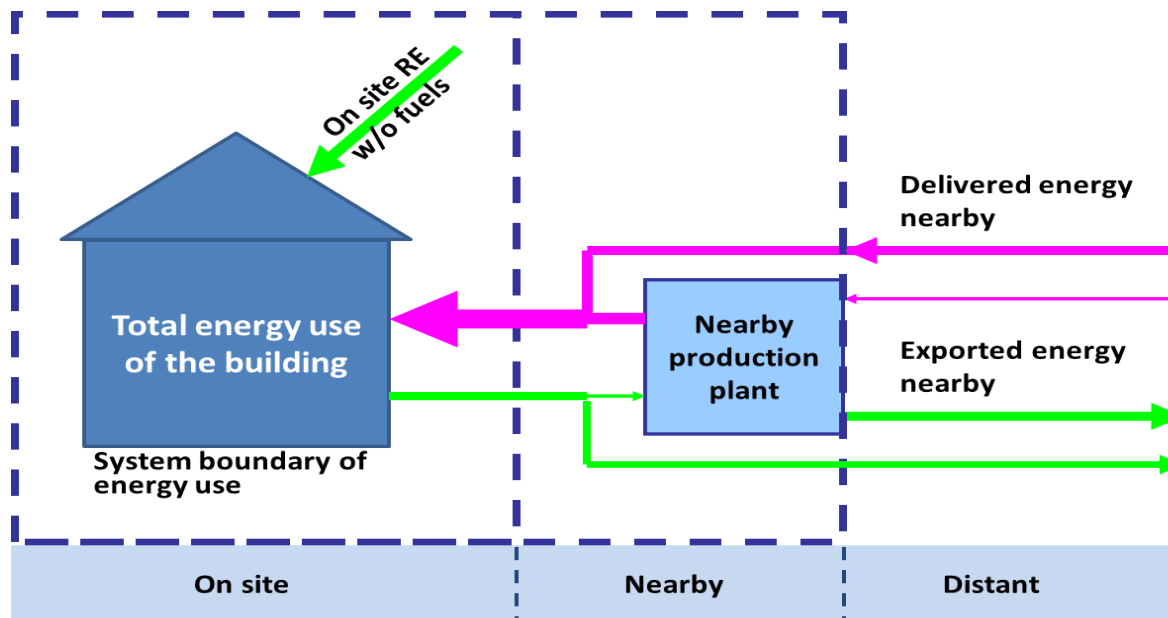 On site RE
w/o fuels
Delivered energy
nearby
Total energy use
of the building
Nearby
production
plant
Exported energy
nearby
System boundary of
energy use
On site
Nearby
Distant